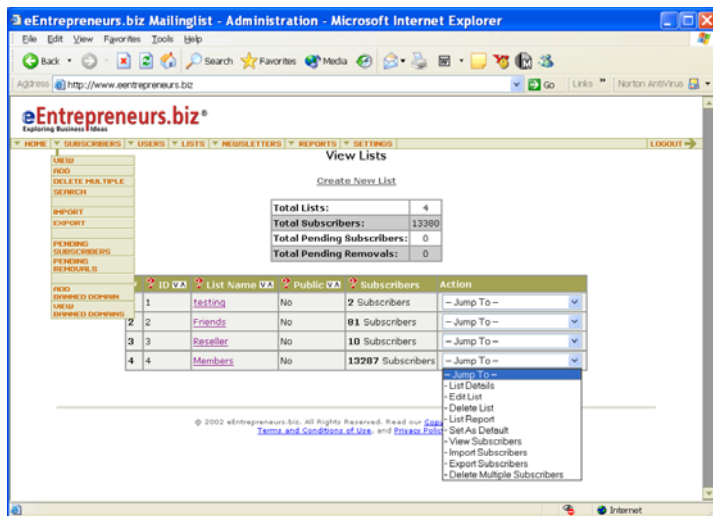 eEntrepreneurs.biz Mailinglist - Administration - Microsoft Internet Explorer
File Edit View Favorites Tools Help
Back Search Favorites Media
Address http://www.eentrepreneurs.biz Go Links » Norton AntiVirus
eEntrepreneurs.biz®
Exploring Business Ideas
HOME SUBSCRIBERS USERS LISTS NEWSLETTERS REPORTS SETTINGS LOGOUT
VIEW
ADD
DELETE MULTIPLE
SEARCH
IMPORT
EXPORT
PENDING
SUBSCRIBERS
PENDING
REMOVALS
ADD
BANNED DOMAIN
VIEW
BANNED DOMAINS
View Lists
Create New List
Total Lists: 4
Total Subscribers: 13380
Total Pending Subscribers: 0
Total Pending Removals: 0
? ID ? List Name ? Public ? Subscribers Action
1 testing No 2 Subscribers -- Jump To --
2 2 Friends No 81 Subscribers -- Jump To --
3 3 Reseller No 10 Subscribers -- Jump To --
4 4 Members No 13287 Subscribers -- Jump To --
-- Jump To --
- List Details
- Edit List
- Delete List
- List Report
- Set As Default
- View Subscribers
- Import Subscribers
- Export Subscribers
- Delete Multiple Subscribers
© 2002 eEntrepreneurs.biz. All Rights Reserved. Read our
Terms and Conditions of Use, and Privacy
Internet